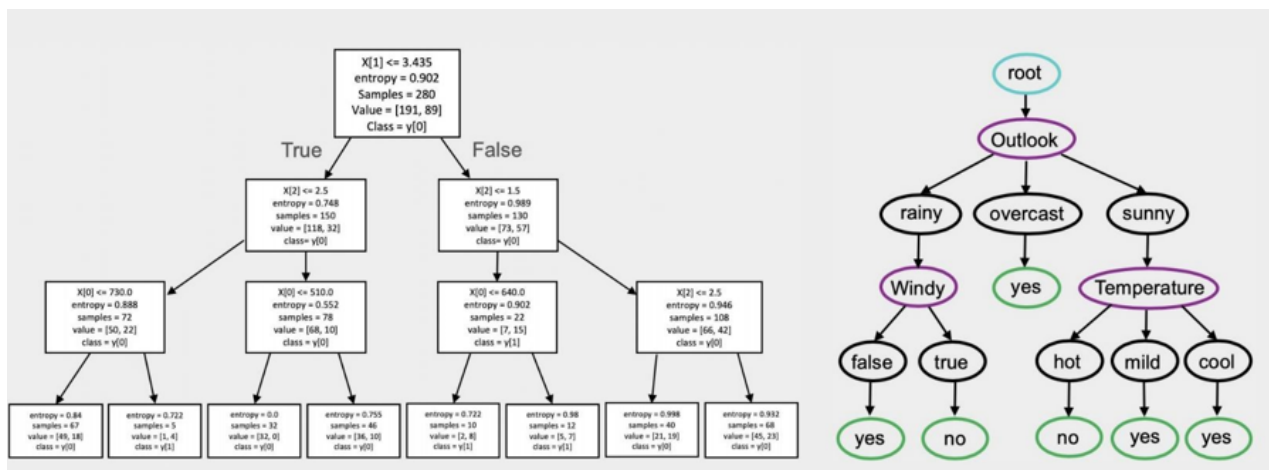 X[1] <= 3.435
entropy = 0.902
Samples = 280
Value = [191, 89]
Class = y[0]
True
False
X[2] <= 2.5
entropy = 0.748
samples = 150
value = [118, 32]
class= y[0]
X[2] <= 1.5
entropy = 0.989
samples = 130
value = [73, 57]
class= y[0]
X[0] <= 730.0
entropy = 0.888
samples = 72
value = [50, 22]
class = y[0]
X[0] <= 510.0
entropy = 0.552
samples = 78
value = [68, 10]
class = y[0]
X[0] <= 640.0
entropy = 0.902
samples = 22
value = [7, 15]
class = y[1]
X[2] <= 2.5
entropy = 0.946
samples = 108
value = [66, 42]
class = y[0]
entropy = 0.84
samples = 67
value = [49, 18]
class = y[0]
entropy = 0.722
samples = 5
value = [1, 4]
class = y[1]
entropy = 0.0
samples = 32
value = [32, 0]
class = y[0]
entropy = 0.755
samples = 46
value = [36, 10]
class = y[0]
entropy = 0.722
samples = 10
value = [2, 8]
class = y[1]
entropy = 0.98
samples = 12
value = [5, 7]
class = y[1]
entropy = 0.998
samples = 40
value = [21, 19]
class = y[0]
entropy = 0.932
samples = 68
value = [45, 23]
class = y[0]
root
Outlook
rainy
overcast
sunny
Windy
yes
Temperature
false
true
hot
mild
cool
yes
no
no
yes
yes